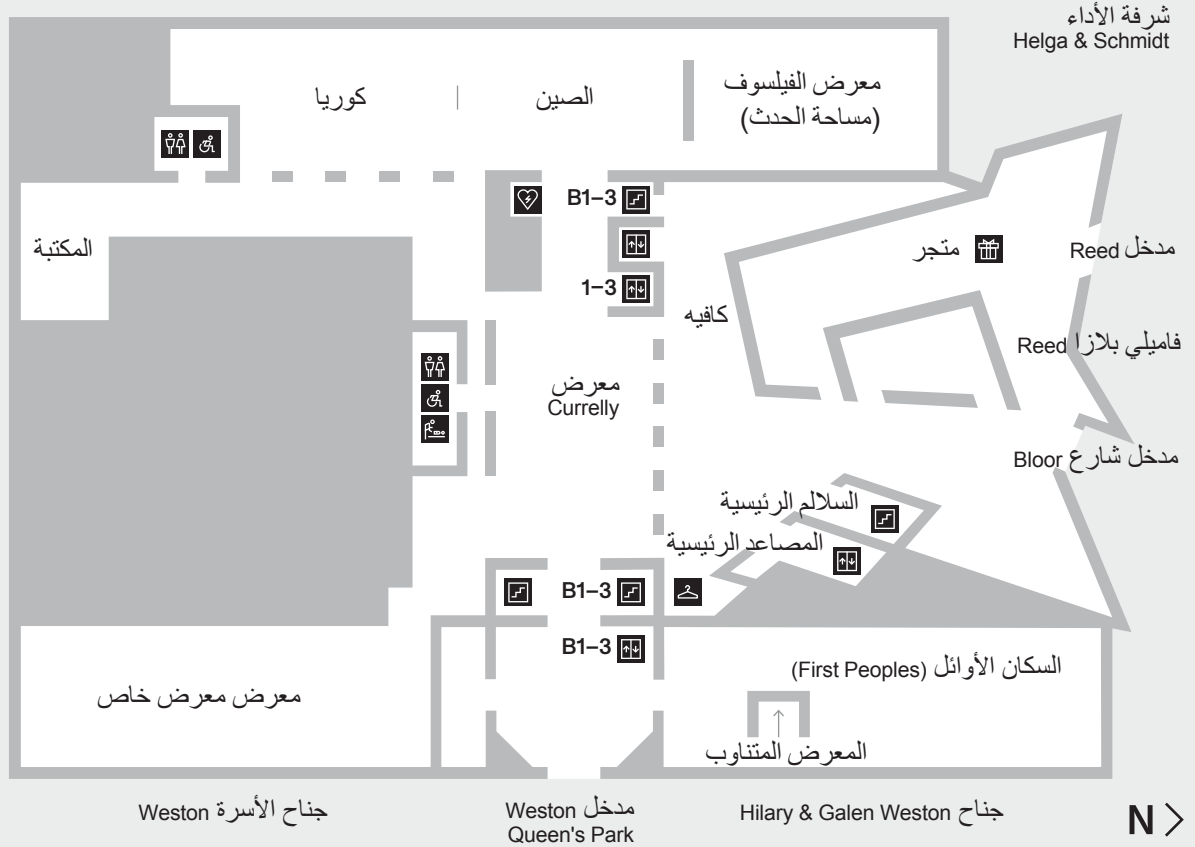 شرفة الأداء
Helga & Schmidt
معرض الفيلسوف
(مساحة الحدث)
الصين
كوريا
B1–3
المكتبة
متجر
مدخل Reed
1–3
كافيه
فاميلي بلازا Reed
معرض
Currelly
مدخل شارع Bloor
السلالم الرئيسية
المصاعد الرئيسية
B1–3
B1–3
السكان الأوائل (First Peoples)
معرض معرض خاص
المعرض المتناوب
جناح الأسرة Weston
مدخل Weston
Queen's Park
جناح Hilary & Galen Weston
N